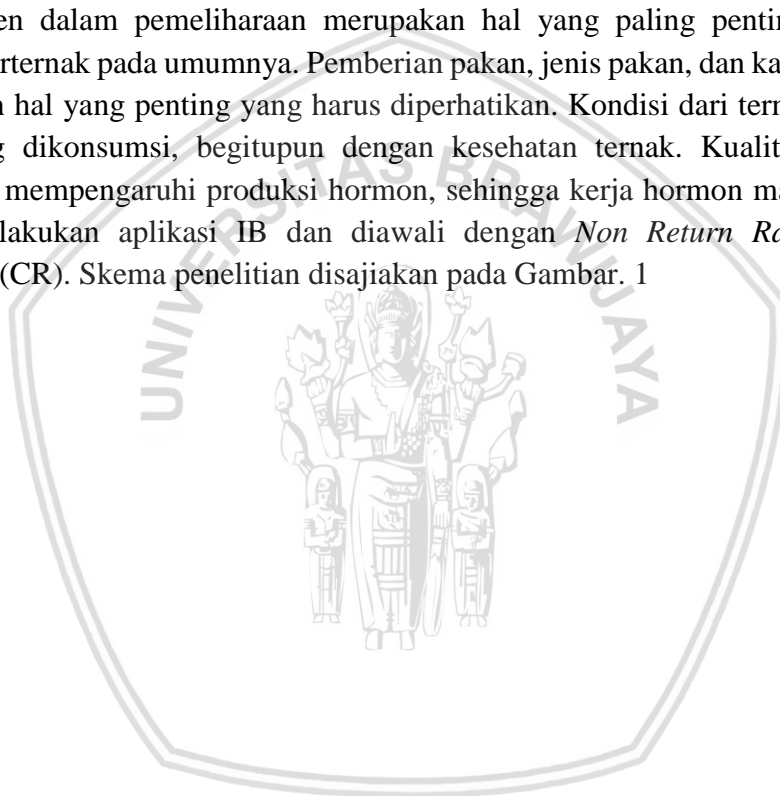 en dalam pemeliharaan merupakan hal yang paling pentin
rternak pada umumnya. Pemberian pakan, jenis pakan, dan ka
n hal yang penting yang harus diperhatikan. Kondisi dari tern
g dikonsumsi, begitupun dengan kesehatan ternak. Kualit
mempengaruhi produksi hormon, sehingga kerja hormon ma
lakukan aplikasi IB dan diawali dengan Non Return Ra
(CR). Skema penelitian disajiakan pada Gambar. 1
UNIVERSITAS BRAWIJAYA